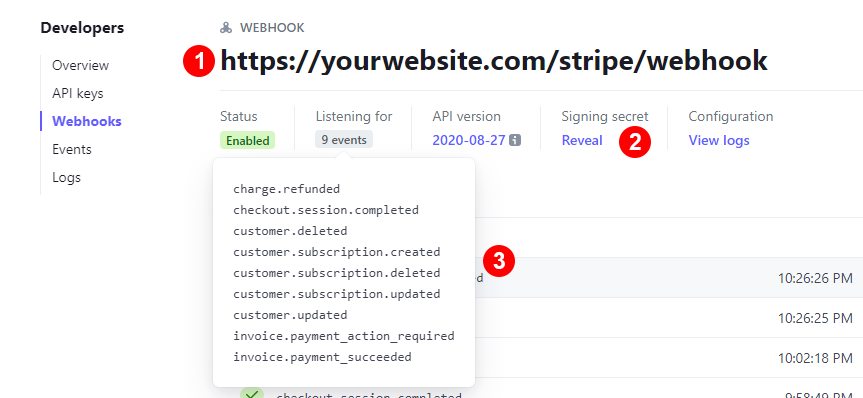 Developers
Overview
API keys
Webhooks
Events
Logs
WEBHOOK
1
https://yourwebsite.com/stripe/webhook
Status
Enabled
Listening for
9 events
API version
2020-08-27
Signing secret
Reveal
2
Configuration
View logs
charge.refunded
checkout.session.completed
customer.deleted
customer.subscription.created
customer.subscription.deleted
customer.subscription.updated
customer.updated
invoice.payment_action_required
invoice.payment_succeeded
3
10:26:26 PM
10:26:25 PM
10:02:18 PM
checkout.session.completed
9:58:49 PM